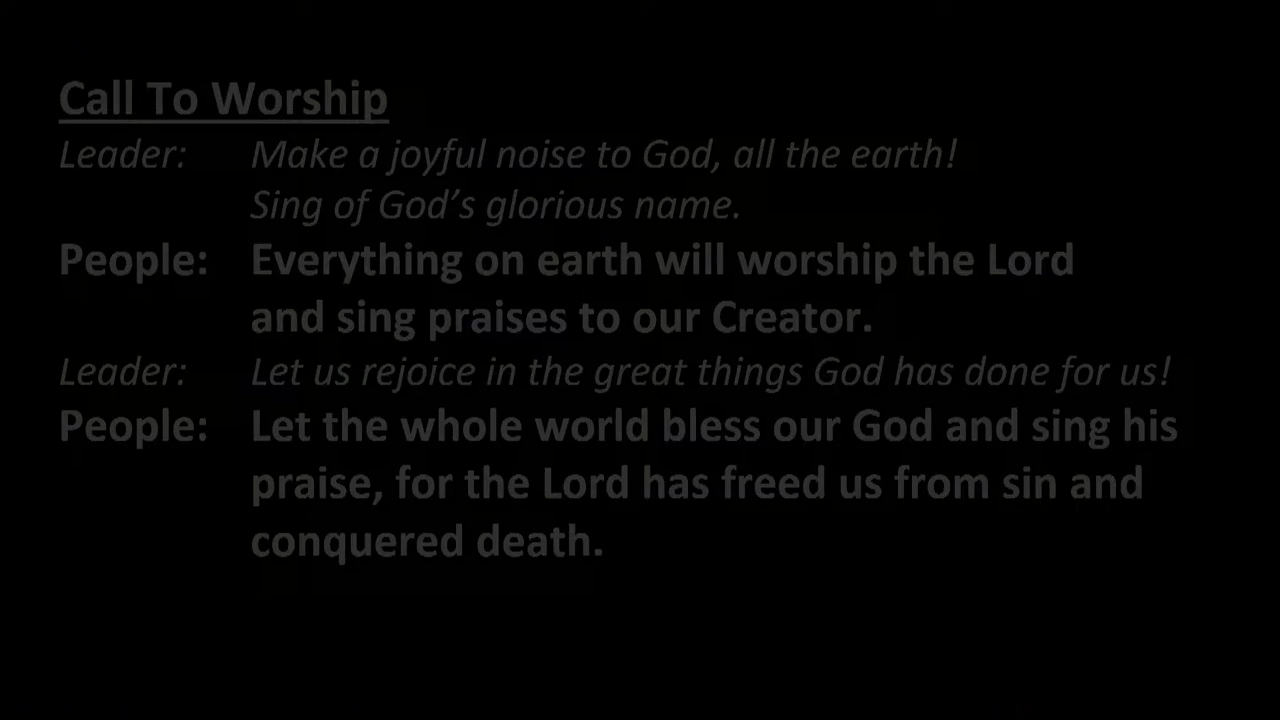 Call To Worship
Leader: Make a joyful noise to God, all the earth!
Sing of God’s glorious name.
People: Everything on earth will worship the Lord
and sing praises to our Creator.
Leader: Let us rejoice in the great things God has done for us!
People: Let the whole world bless our God and sing his
praise, for the Lord has freed us from sin and
conquered death.